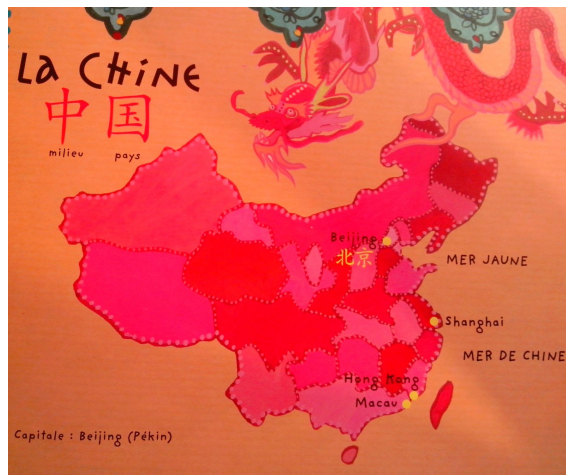 La CHiNE
中国
milieu pays
Beijing
北京
MER JAUNE
Shanghai
MER DE CHINE
Hong Kong
Macau
Capitale : Beijing (Pékin)